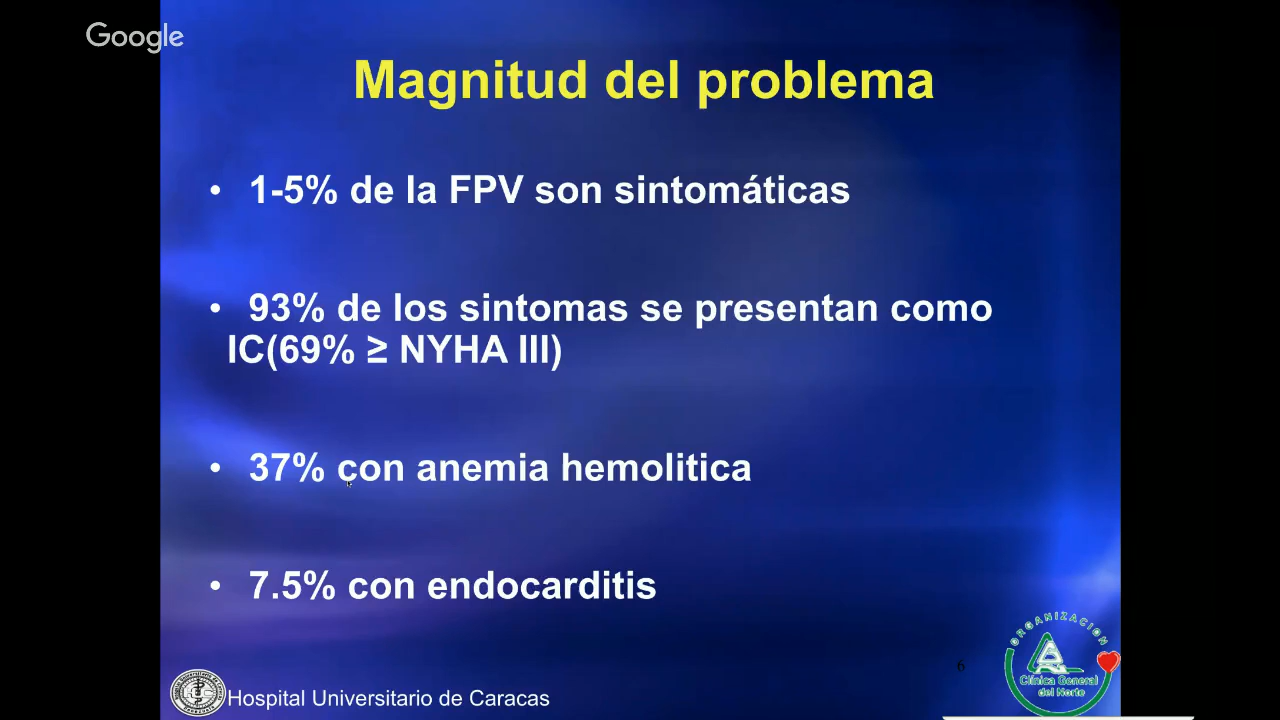 Google
Magnitud del problema
• 1-5% de la FPV son sintomáticas
• 93% de los sintomas se presentan como
IC(69% ≥ NYHA III)
• 37% con anemia hemolitica
• 7.5% con endocarditis
6
ORGANIZACION
Clínica General
del Norte
Hospital Universitario de Caracas